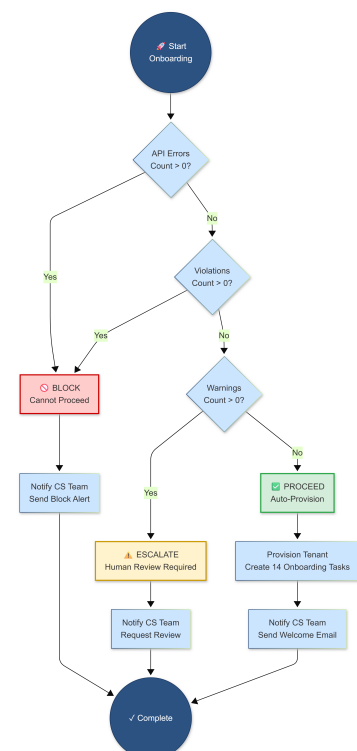 🚀 Start
Onboarding
API Errors
Count > 0?
No
Violations
Count > 0?
Yes
Yes
No
🚫 BLOCK
Cannot Proceed
Warnings
Count > 0?
No
Notify CS Team
Send Block Alert
Yes
✅ PROCEED
Auto-Provision
⚠️ ESCALATE
Human Review Required
Provision Tenant
Create 14 Onboarding Tasks
Notify CS Team
Request Review
Notify CS Team
Send Welcome Email
✓ Complete